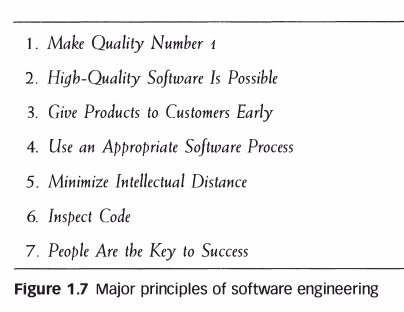 1. Make Quality Number 1
2. High-Quality Software Is Possible
3. Give Products to Customers Early
4. Use an Appropriate Software Process
5. Minimize Intellectual Distance
6. Inspect Code
7. People Are the Key to Success
Figure 1.7 Major principles of software engineering